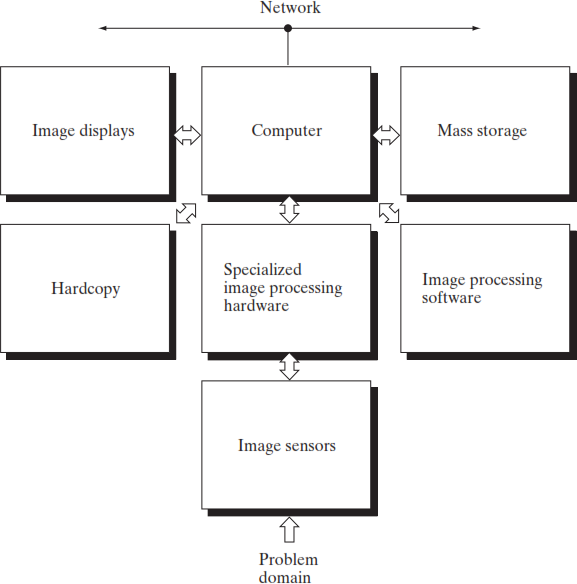 Network
Image displays
Computer
Mass storage
Hardcopy
Specialized
image processing
hardware
Image processing
software
Image sensors
Problem
domain